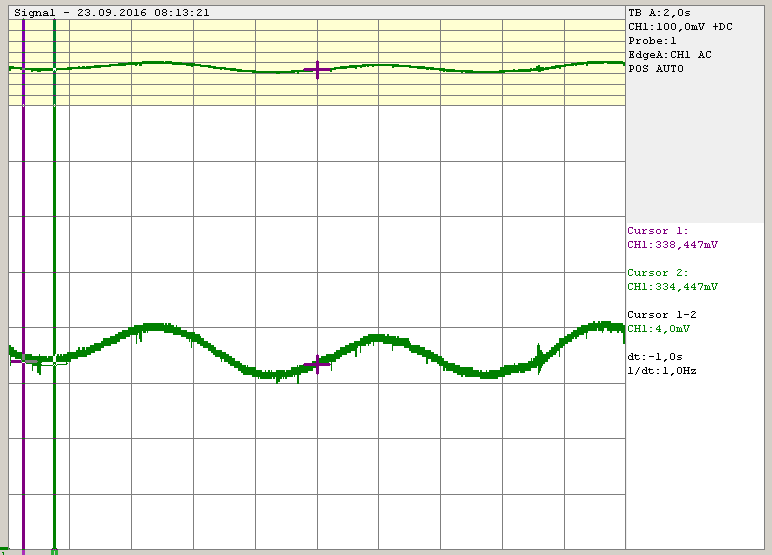 Signal - 23.09.2016 08:13:21
TB A:2,0s
CH1:100,0mV +DC
Probe:1
EdgeA:CH1 AC
POS AUTO
Cursor 1:
CH1:338,447mV
Cursor 2:
CH1:334,447mV
Cursor 1-2
CH1:4,0mV
dt:-1,0s
1/dt:1,0Hz
1